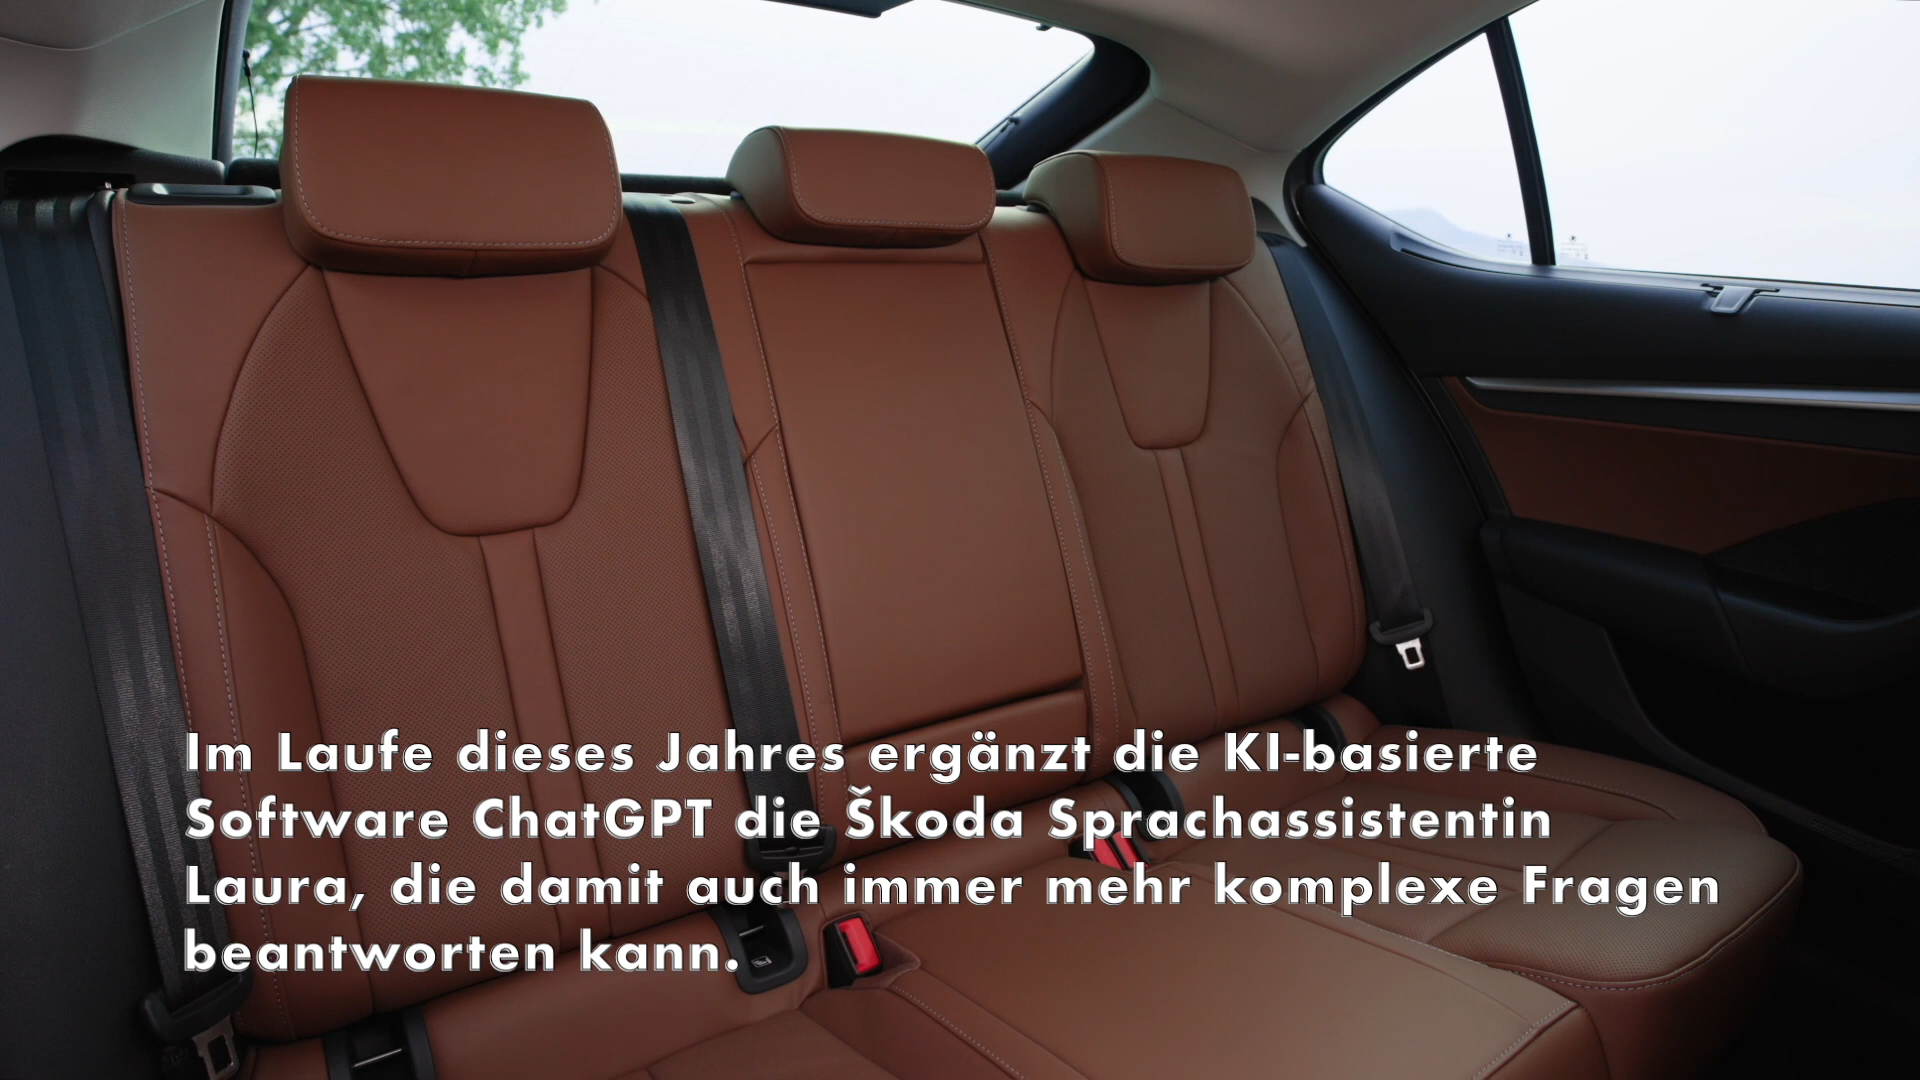 Im Laufe dieses Jahres ergänzt die KI-basierte
Software ChatGPT die Škoda Sprachassistentin
Laura, die damit auch immer mehr komplexe Fragen
beantworten kann.